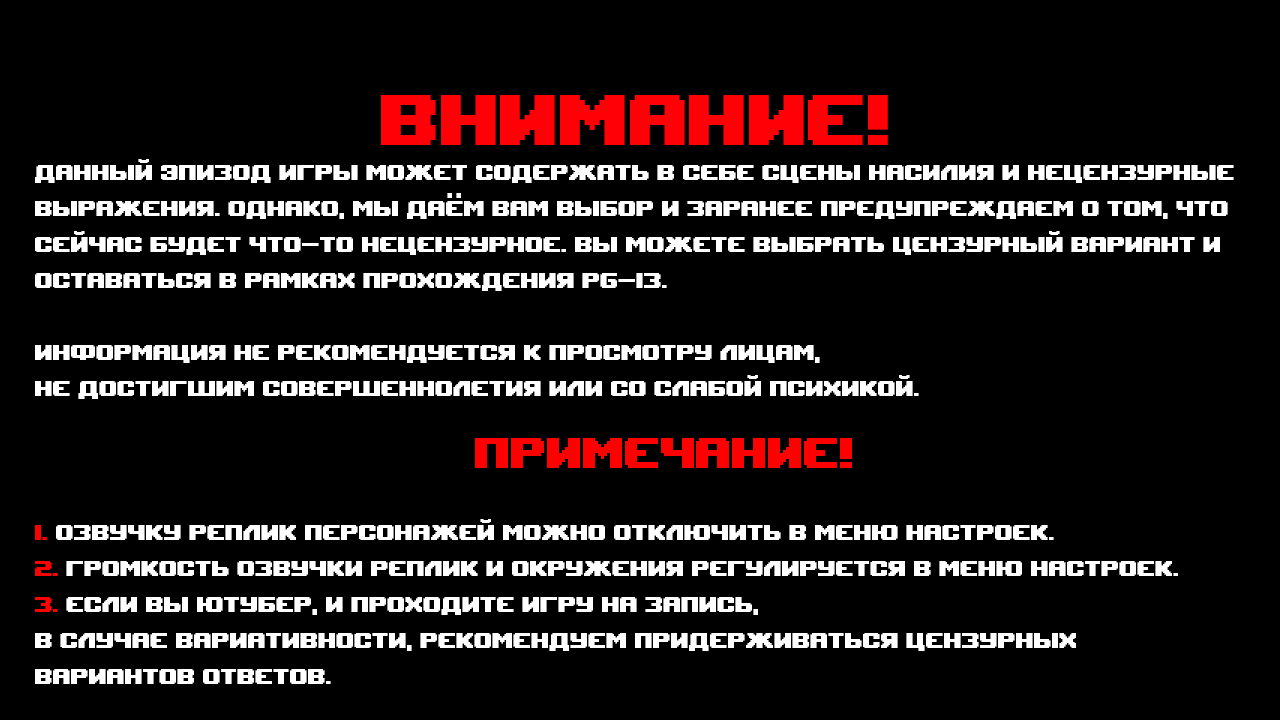 ВНИМАНИЕ!
ДАННЫЙ ЭПИЗОД ИГРЫ МОЖЕТ СОДЕРЖАТЬ В СЕБЕ СЦЕНЫ НАСИЛИЯ И НЕЦЕНЗУРНЫЕ
ВЫРАЖЕНИЯ. ОДНАКО, МЫ ДАЁМ ВАМ ВЫБОР И ЗАРАНЕЕ ПРЕДУПРЕЖДАЕМ О ТОМ, ЧТО
СЕЙЧАС БУДЕТ ЧТО-ТО НЕЦЕНЗУРНОЕ. ВЫ МОЖЕТЕ ВЫБРАТЬ ЦЕНЗУРНЫЙ ВАРИАНТ И
ОСТАВАТЬСЯ В РАМКАХ ПРОХОЖДЕНИЯ PG-13.
ИНФОРМАЦИЯ НЕ РЕКОМЕНДУЕТСЯ К ПРОСМОТРУ ЛИЦАМ,
НЕ ДОСТИГШИМ СОВЕРШЕННОЛЕТИЯ ИЛИ СО СЛАБОЙ ПСИХИКОЙ.
ПРИМЕЧАНИЕ!
1. ОЗВУЧКУ РЕПЛИК ПЕРСОНАЖЕЙ МОЖНО ОТКЛЮЧИТЬ В МЕНЮ НАСТРОЕК.
2. ГРОМКОСТЬ ОЗВУЧКИ РЕПЛИК И ОКРУЖЕНИЯ РЕГУЛИРУЕТСЯ В МЕНЮ НАСТРОЕК.
3. ЕСЛИ ВЫ ЮТУБЕР, И ПРОХОДИТЕ ИГРУ НА ЗАПИСЬ,
В СЛУЧАЕ ВАРИАТИВНОСТИ, РЕКОМЕНДУЕМ ПРИДЕРЖИВАТЬСЯ ЦЕНЗУРНЫХ
ВАРИАНТОВ ОТВЕТОВ.